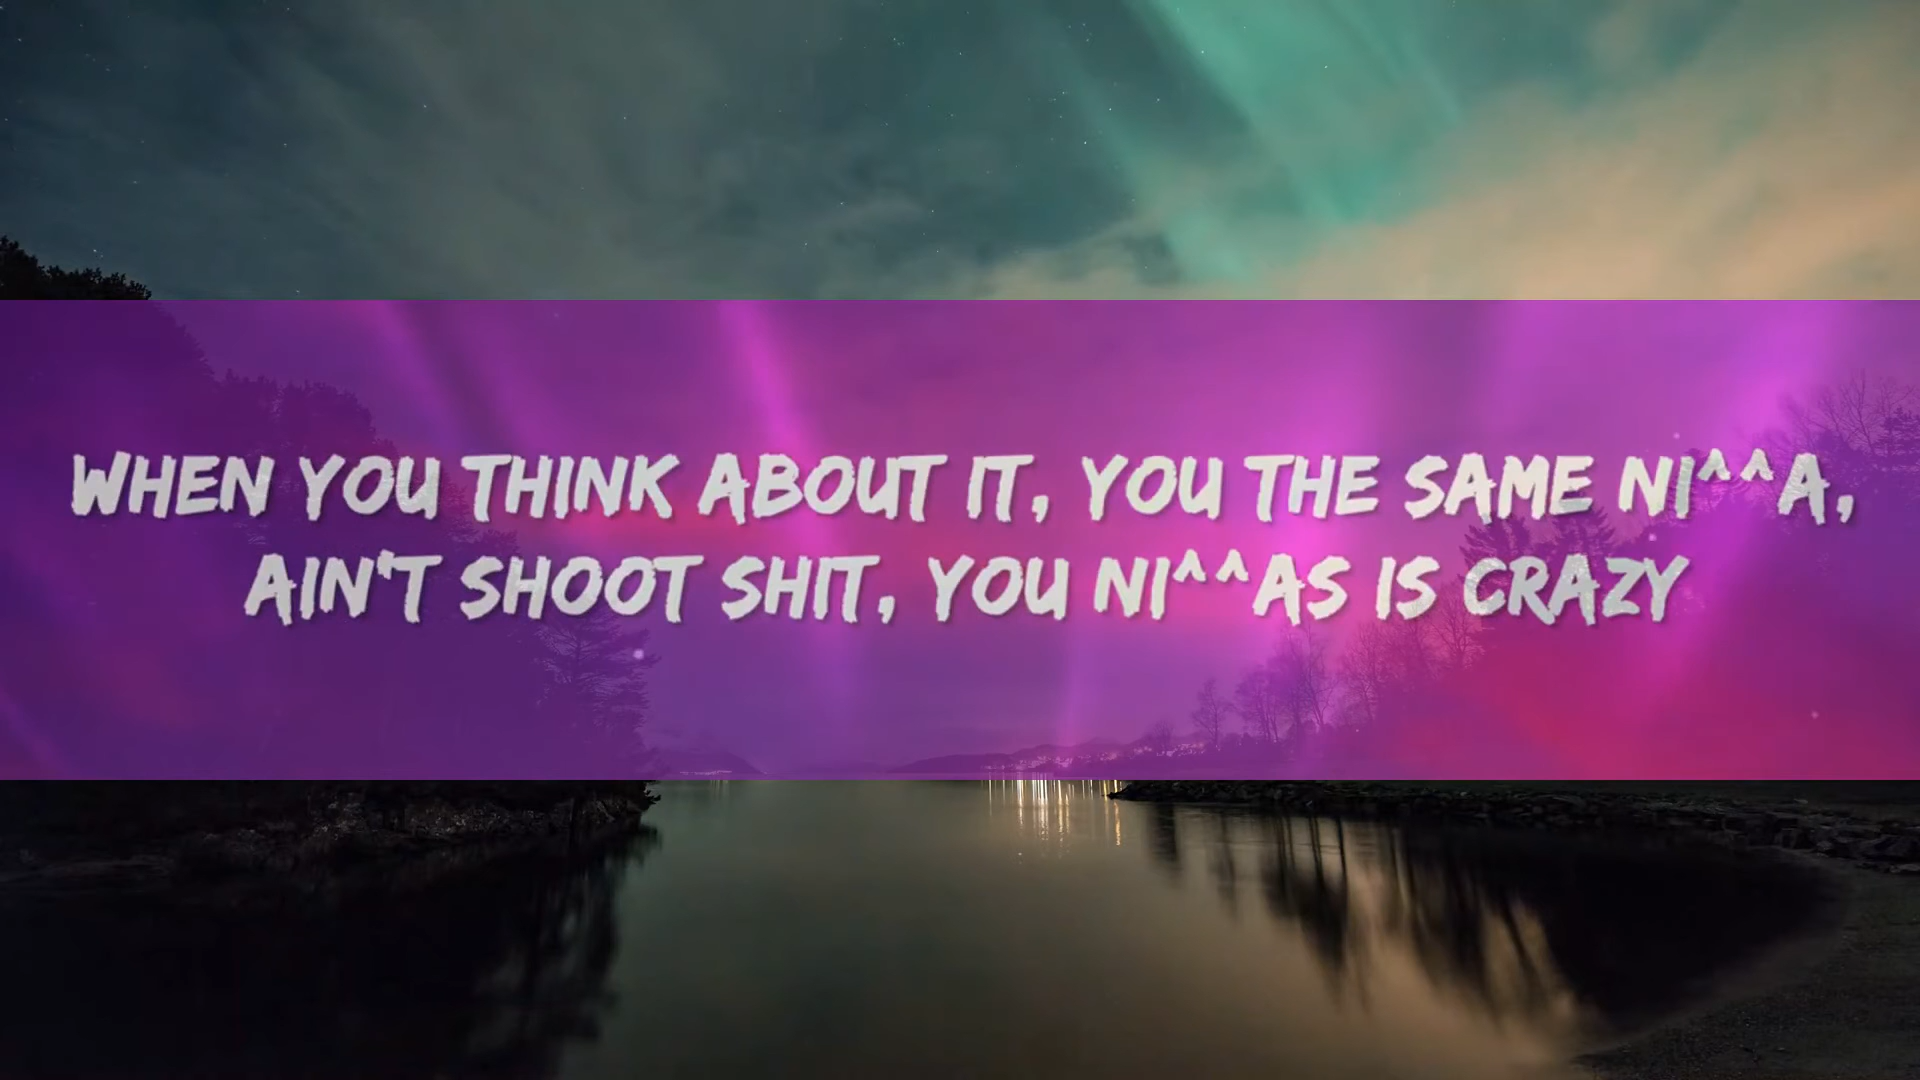 WHEN YOU THINK ABOUT IT, YOU THE SAME NI^^A,
AIN'T SHOOT SHIT, YOU NI^^AS IS CRAZY